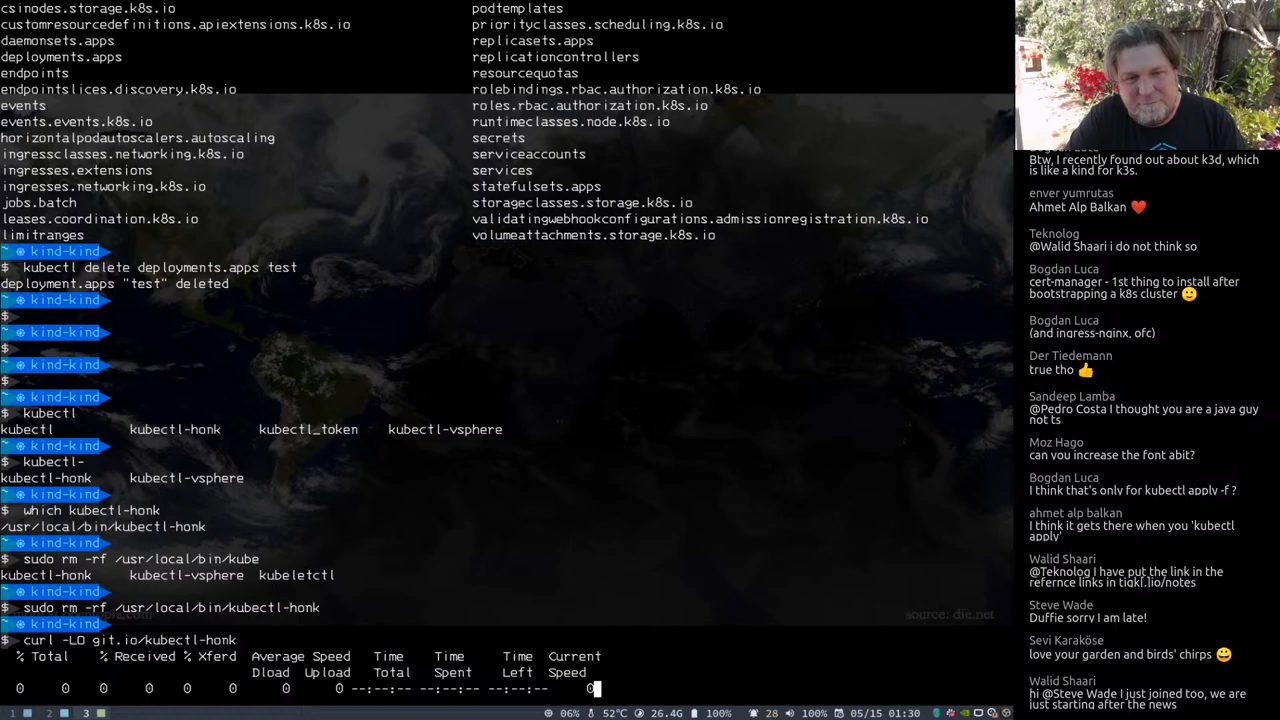 csinodes.storage.k8s.io podtemplates
customresourcedefinitions.apiextensions.k8s.io priorityclasses.scheduling.k8s.io
daemonsets.apps replicasets.apps
deployments.apps replicationcontrollers
endpoints resourcequotas
endpointslices.discovery.k8s.io rolebindings.rbac.authorization.k8s.io
events roles.rbac.authorization.k8s.io
events.events.k8s.io runtimeclasses.node.k8s.io
horizontalpodautoscalers.autoscaling secrets
ingressclasses.networking.k8s.io serviceaccounts
ingresses.extensions services
ingresses.networking.k8s.io statefulsets.apps
jobs.batch storageclasses.storage.k8s.io
leases.coordination.k8s.io validatingwebhookconfigurations.admissionregistration.k8s.io
limitranges volumeattachments.storage.k8s.io
~ kind-kind
$ kubectl delete deployments.apps test
deployment.apps "test" deleted
~ kind-kind
$
~ kind-kind
$
~ kind-kind
$
~ kind-kind
$ kubectl
kubectl kubectl-honk kubectl_token kubectl-vsphere
~ kind-kind
$ kubectl-
kubectl-honk kubectl-vsphere
~ kind-kind
$ which kubectl-honk
/usr/local/bin/kubectl-honk
~ kind-kind
$ sudo rm -rf /usr/local/bin/kube
kubectl-honk kubectl-vsphere kubeletctl
~ kind-kind
$ sudo rm -rf /usr/local/bin/kubectl-honk
source: die.net
~ kind-kind
$ curl -LO git.io/kubectl-honk
% Total % Received % Xferd Average Speed Time Time Time Current
Dload Upload Total Spent Left Speed
0 0 0 0 0 0 0 0 --:--:-- --:--:-- --:--:-- 0
1 2 3 06% 52°C 26.4G 100% 28 100% 05/15 01:30
Btw, I recently found out about k3d, which
is like a kind for k3s.
enver yumrutas
Ahmet Alp Balkan ❤️
Teknolog
@Walid Shaari i do not think so
Bogdan Luca
cert-manager - 1st thing to install after
bootstrapping a k8s cluster 🙂
Bogdan Luca
(and ingress-nginx, ofc)
Der Tiedemann
true tho 👍
Sandeep Lamba
@Pedro Costa I thought you are a java guy
not ts
Moz Hago
can you increase the font abit?
Bogdan Luca
I think that's only for kubectl apply -f ?
ahmet alp balkan
I think it gets there when you 'kubectl
apply'
Walid Shaari
@Teknolog I have put the link in the
refernce links in tigk[.]io/notes
Steve Wade
Duffie sorry I am late!
Sevi Karaköse
love your garden and birds' chirps 😀
Walid Shaari
hi @Steve Wade I just joined too, we are
just starting after the news